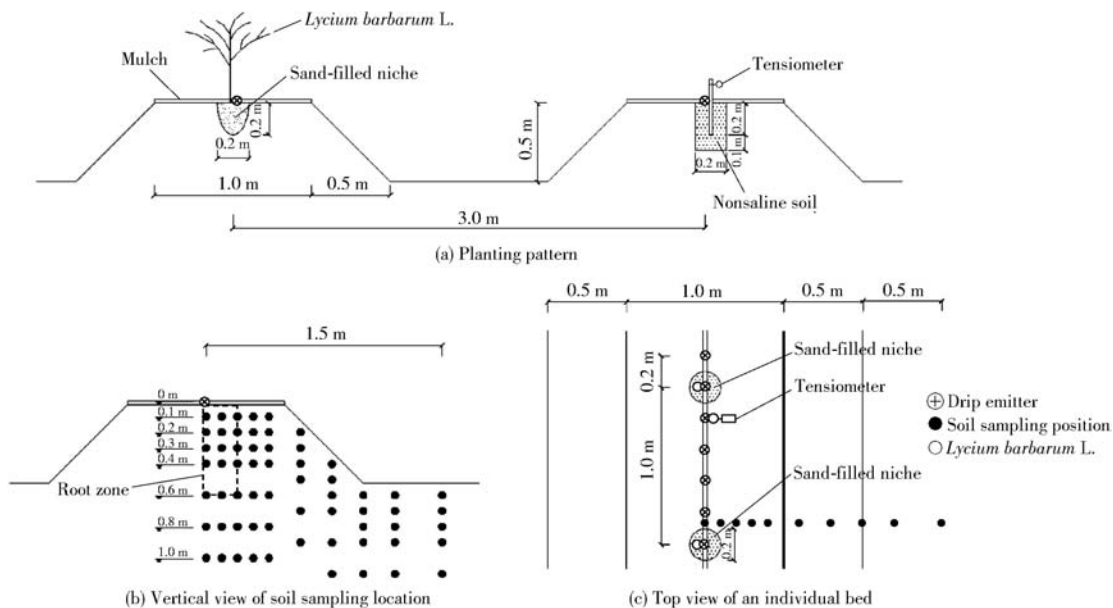 Lycium barbarum L.
Mulch
Sand-filled niche
Tensiometer
0.2 m
0.2 m
0.5 m
0.2 m
0.1 m
0.2 m
1.0 m
0.5 m
Nonsaline soil
3.0 m
(a) Planting pattern
1.5 m
0 m
0.1 m
0.2 m
0.3 m
0.4 m
Root zone
0.6 m
0.8 m
1.0 m
(b) Vertical view of soil sampling location
0.5 m 1.0 m 0.5 m 0.5 m
Sand-filled niche
0.2 m
Tensiometer
1.0 m
Sand-filled niche
0.2 m
Drip emitter
Soil sampling position
Lycium barbarum L.
(c) Top view of an individual bed